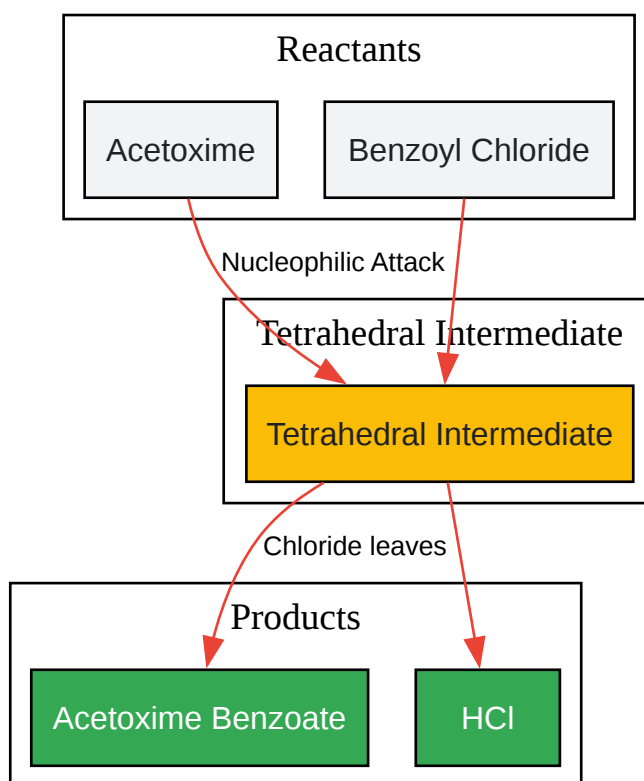 Reactants
Acetoxime
Benzoyl Chloride
Nucleophilic Attack
Tetrahedral Intermediate
Tetrahedral Intermediate
Chloride leaves
Products
Acetoxime Benzoate
HCl